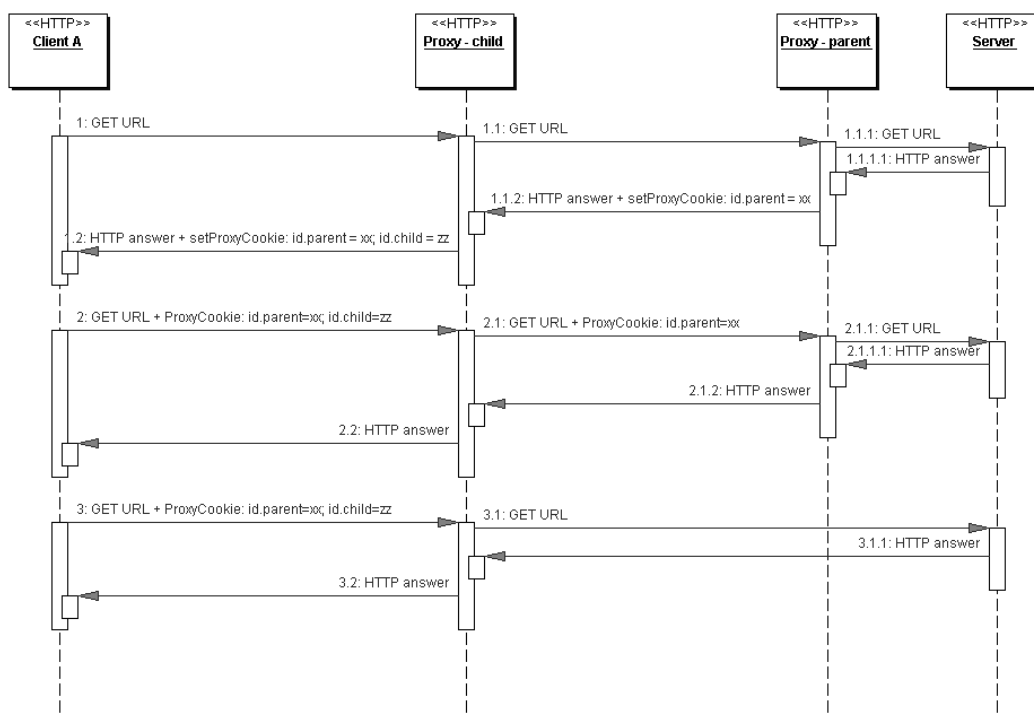 <<HTTP>>
Client A
<<HTTP>>
Proxy - child
<<HTTP>>
Proxy - parent
<<HTTP>>
Server
1: GET URL
1.1: GET URL
1.1.1: GET URL
1.1.1.1: HTTP answer
1.1.2: HTTP answer + setProxyCookie: id.parent = xx
1.2: HTTP answer + setProxyCookie: id.parent = xx; id.child = zz
2: GET URL + ProxyCookie: id.parent=xx; id.child=zz
2.1: GET URL + ProxyCookie: id.parent=xx
2.1.1: GET URL
2.1.1.1: HTTP answer
2.1.2: HTTP answer
2.2: HTTP answer
3: GET URL + ProxyCookie: id.parent=xx; id.child=zz
3.1: GET URL
3.1.1: HTTP answer
3.2: HTTP answer